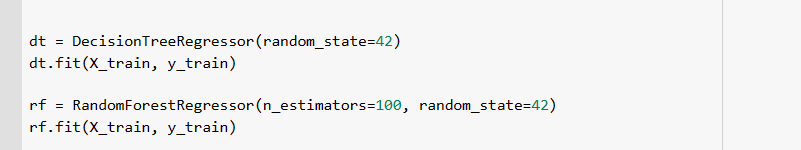 dt = DecisionTreeRegressor(random_state=42)
dt.fit(X_train, y_train)
rf = RandomForestRegressor(n_estimators=100, random_state=42)
rf.fit(X_train, y_train)